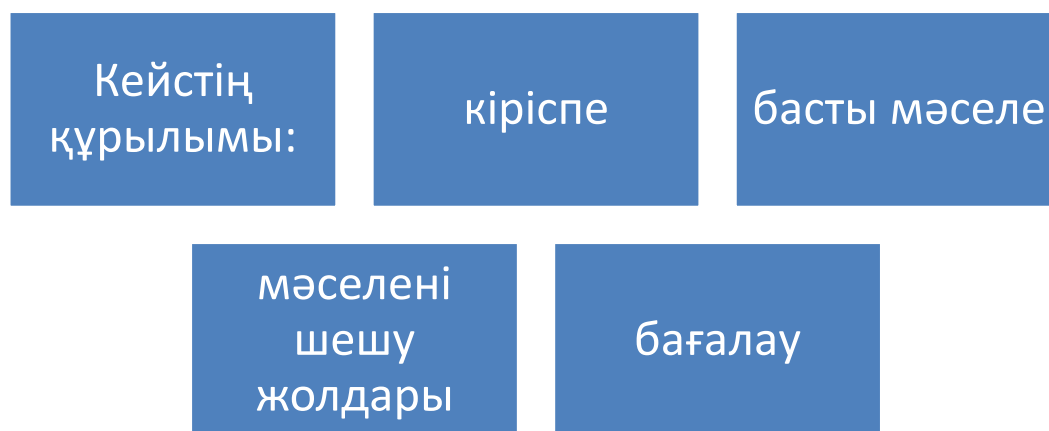 Кейстің
құрылымы:
кіріспе
басты мәселе
мәселені
шешу
жолдары
бағалау